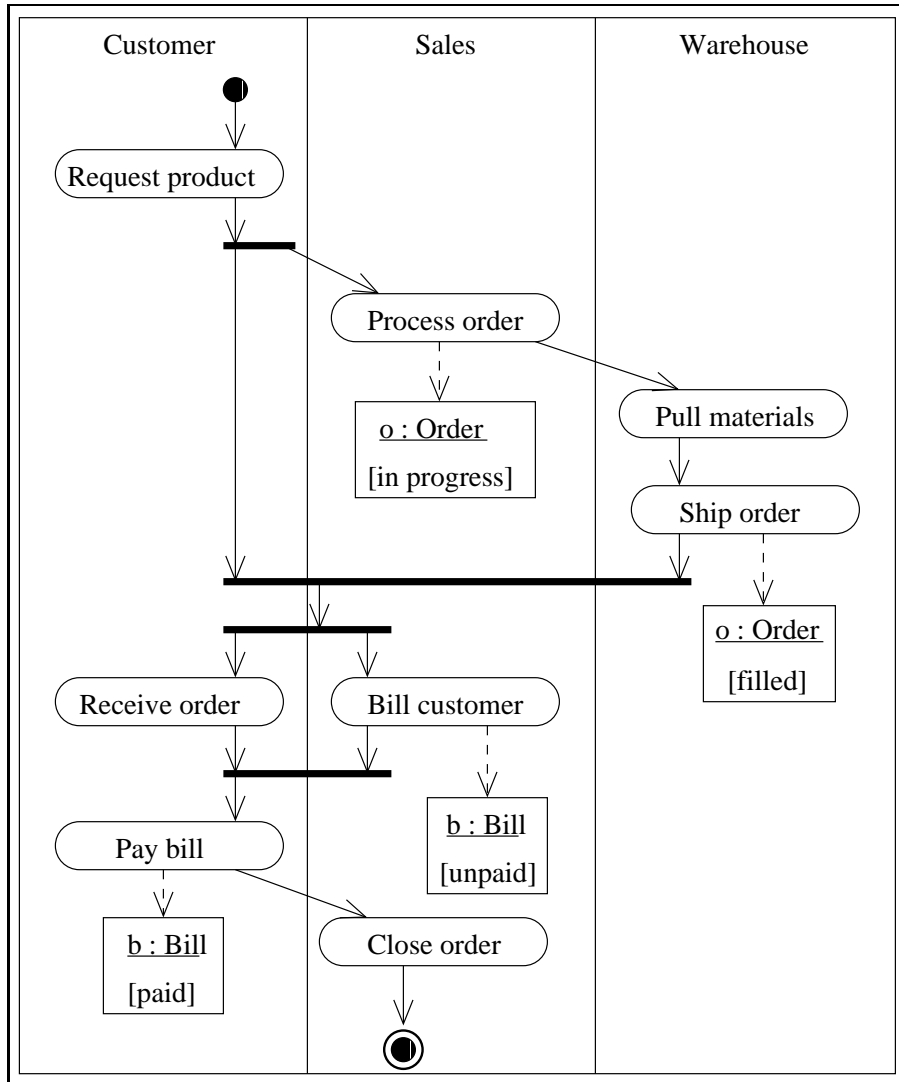 Customer
Sales
Warehouse
Request product
Process order
o : Order
[in progress]
Pull materials
Ship order
o : Order
[filled]
Receive order
Bill customer
b : Bill
[unpaid]
Pay bill
b : Bill
[paid]
Close order